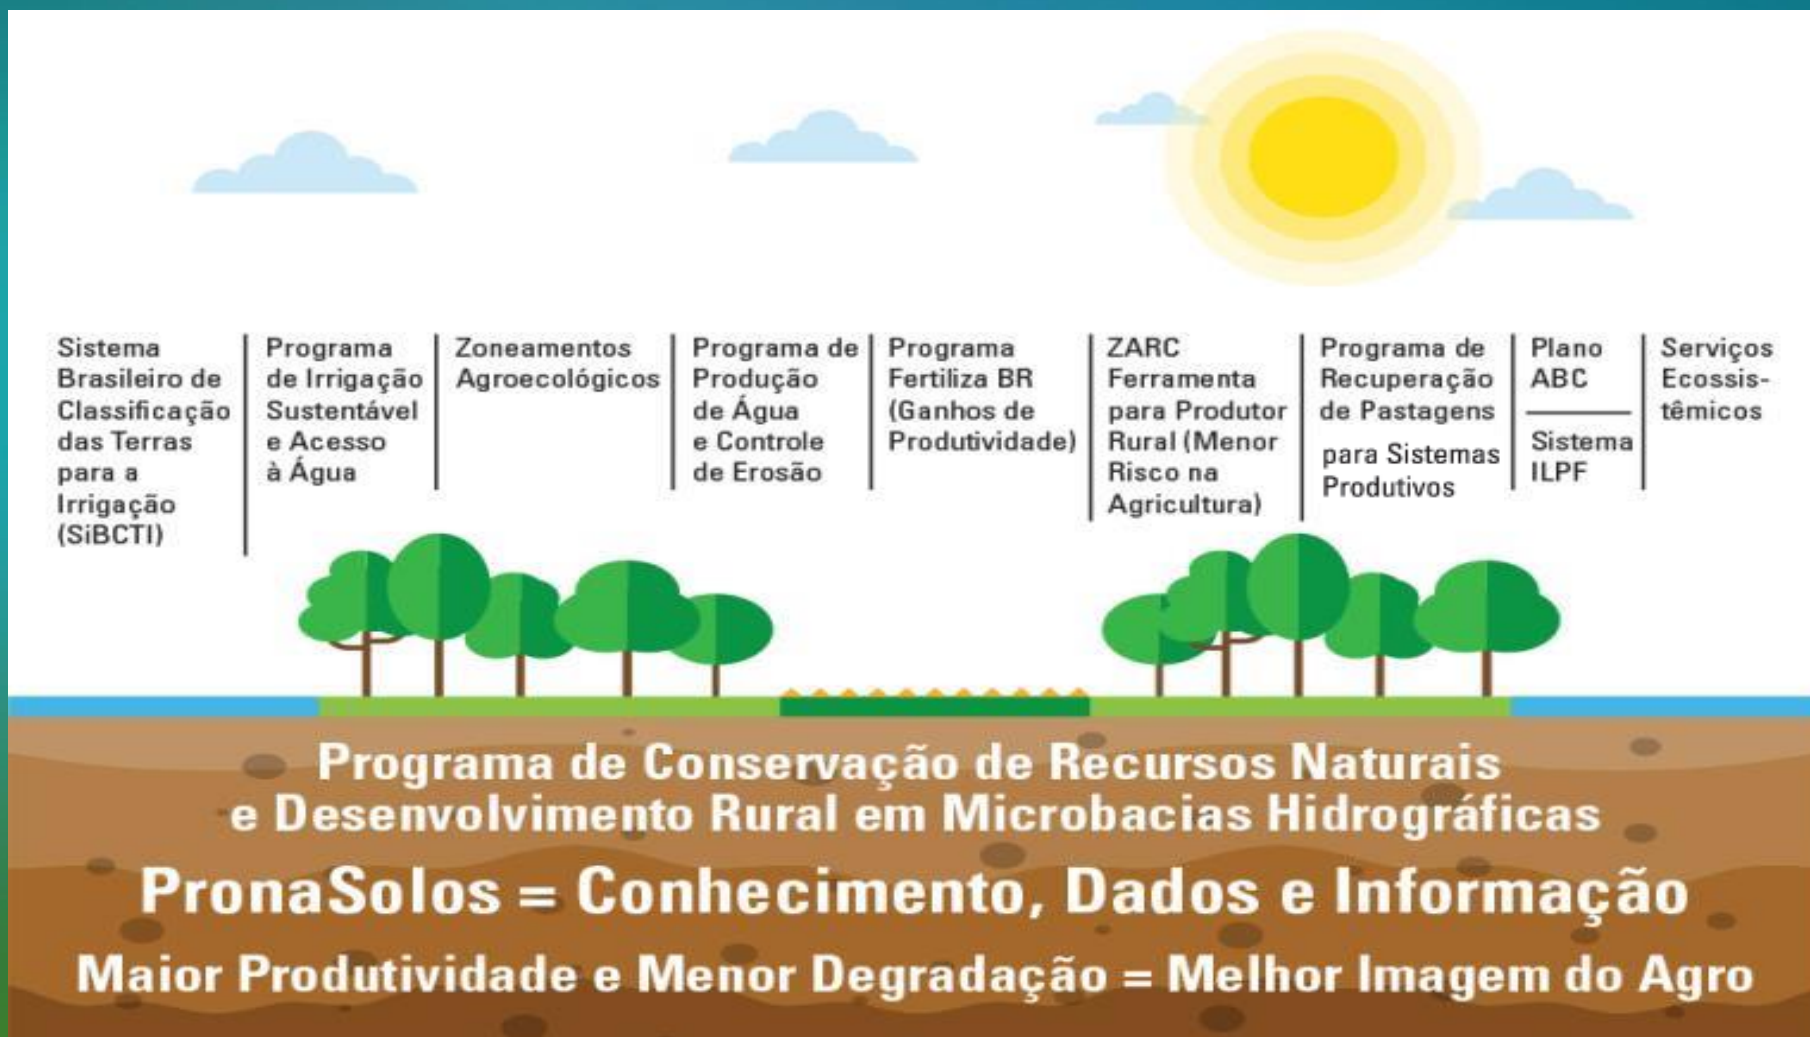 Sistema
Brasileiro de
Classificação
das Terras
para a
Irrigação
(SiBCTI)
Programa
de Irrigação
Sustentável
e Acesso
à Água
Zoneamentos
Agroecológicos
Programa de
Produção
de Água
e Controle
de Erosão
Programa
Fertiliza BR
(Ganhos de
Produtividade)
ZARC
Ferramenta
para Produtor
Rural (Menor
Risco na
Agricultura)
Programa de
Recuperação
de Pastagens
para Sistemas
Produtivos
Plano
ABC
Sistema
ILPF
Serviços
Ecossis-
têmicos
Programa de Conservação de Recursos Naturais
e Desenvolvimento Rural em Microbacias Hidrográficas
PronaSolos = Conhecimento, Dados e Informação
Maior Produtividade e Menor Degradação = Melhor Imagem do Agro